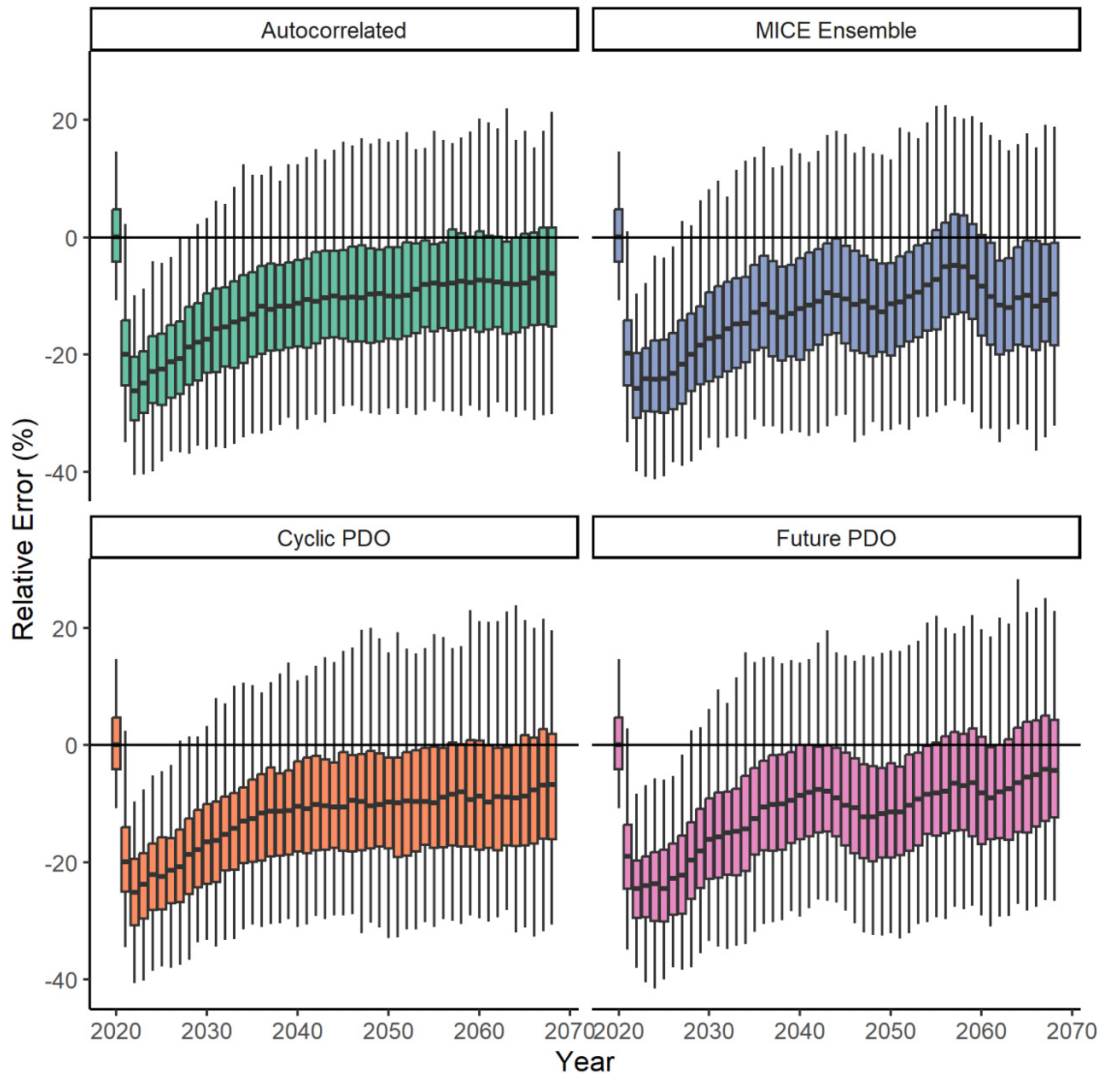 Autocorrelated MICE Ensemble
20
0
-20
-40
Cyclic PDO Future PDO
20
0
-20
-40
2020 2030 2040 2050 2060 2070 2020 2030 2040 2050 2060 2070
Year
Relative Error (%)